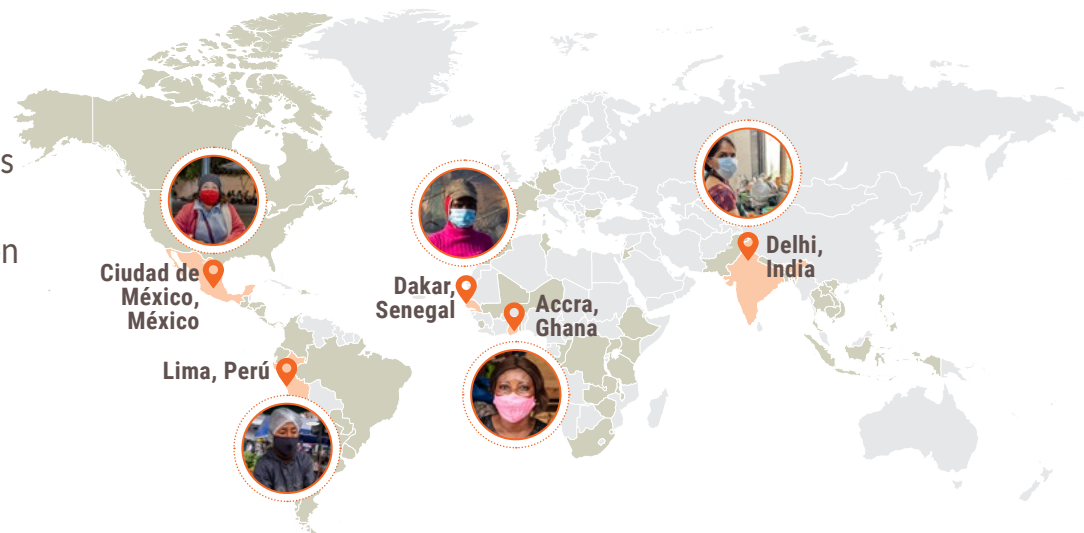 s
n
Ciudad de
México,
México
Lima, Perú
Dakar,
Senegal
Accra,
Ghana
Delhi,
India